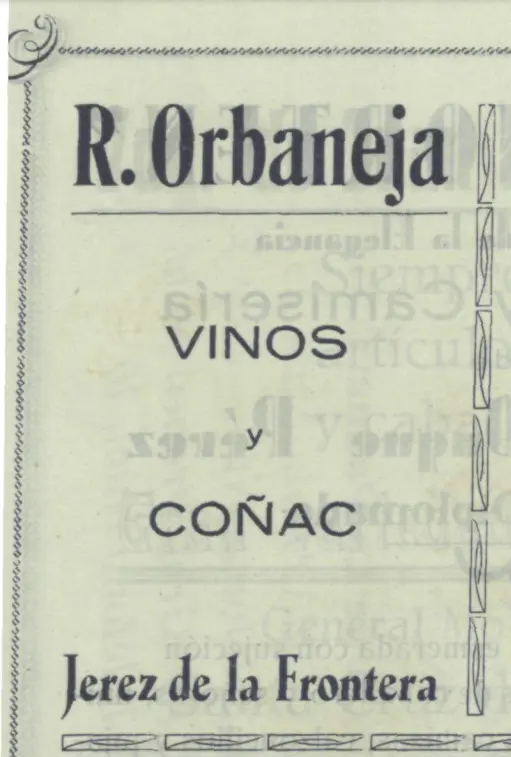 R. Orbaneja
VINOS
y
COÑAC
Jerez de la Frontera